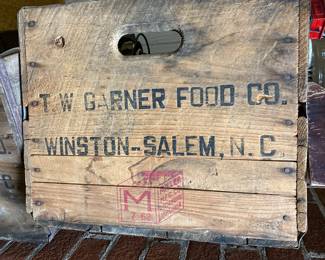 T. W. GARNER FOOD CO.
WINSTON-SALEM, N. C.
M